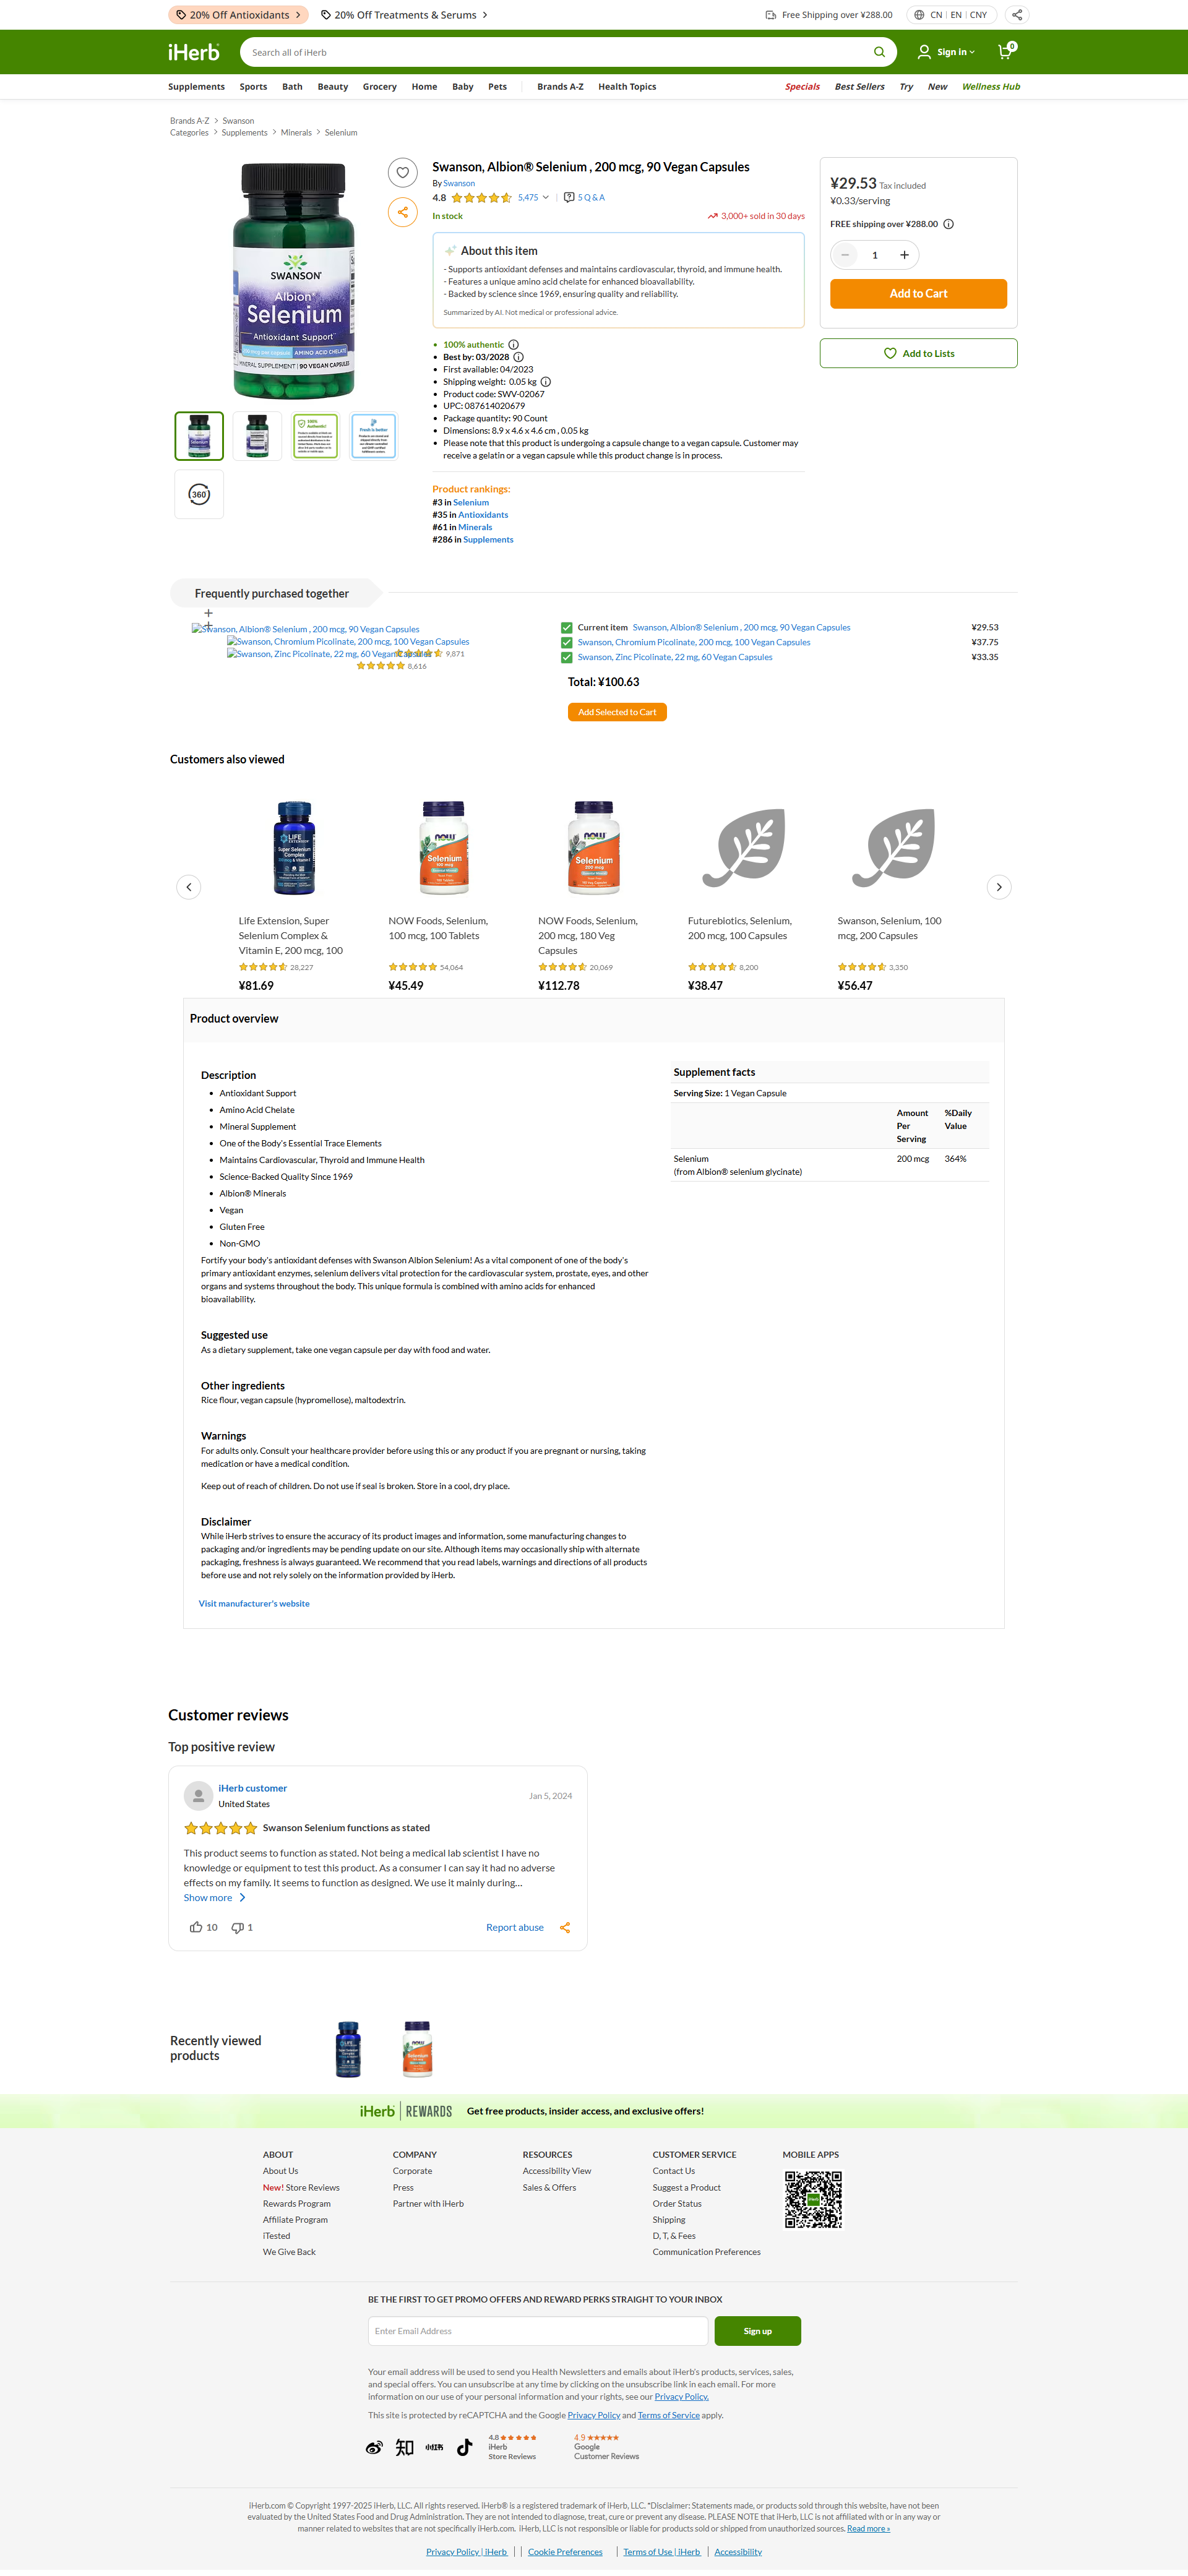 20% Off Antioxidants
20% Off Treatments & Serums
Free Shipping over ¥288.00
CN | EN | CNY
iHerb
Search all of iHerb
Sign in
0
Supplements Sports Bath Beauty Grocery Home Baby Pets Brands A-Z Health Topics
Specials Best Sellers Try New Wellness Hub
Brands A-Z > Swanson
Categories > Supplements > Minerals > Selenium
SWANSON
Albion®
Selenium
Antioxidant Support
200 mcg per capsule AMINO ACID CHELATE
MINERAL SUPPLEMENT | 90 VEGAN CAPSULES
360
Swanson, Albion® Selenium , 200 mcg, 90 Vegan Capsules
By Swanson
4.8 5,475 | 5 Q & A
In stock
3,000+ sold in 30 days
About this item
- Supports antioxidant defenses and maintains cardiovascular, thyroid, and immune health.
- Features a unique amino acid chelate for enhanced bioavailability.
- Backed by science since 1969, ensuring quality and reliability.
Summarized by AI. Not medical or professional advice.
100% authentic
Best by: 03/2028
First available: 04/2023
Shipping weight: 0.05 kg
Product code: SWV-02067
UPC: 087614020679
Package quantity: 90 Count
Dimensions: 8.9 x 4.6 x 4.6 cm , 0.05 kg
Please note that this product is undergoing a capsule change to a vegan capsule. Customer may
receive a gelatin or a vegan capsule while this product change is in process.
Product rankings:
#3 in Selenium
#35 in Antioxidants
#61 in Minerals
#286 in Supplements
¥29.53 Tax included
¥0.33/serving
FREE shipping over ¥288.00
1
Add to Cart
Add to Lists
Frequently purchased together
Swanson, Albion® Selenium , 200 mcg, 90 Vegan Capsules
Swanson, Chromium Picolinate, 200 mcg, 100 Vegan Capsules
Swanson, Zinc Picolinate, 22 mg, 60 Vegan Capsules
9,871
8,616
Current item Swanson, Albion® Selenium , 200 mcg, 90 Vegan Capsules ¥29.53
Swanson, Chromium Picolinate, 200 mcg, 100 Vegan Capsules ¥37.75
Swanson, Zinc Picolinate, 22 mg, 60 Vegan Capsules ¥33.35
Total: ¥100.63
Add Selected to Cart
Customers also viewed
Life Extension, Super
Selenium Complex &
Vitamin E, 200 mcg, 100
28,227
¥81.69
NOW Foods, Selenium,
100 mcg, 100 Tablets
54,064
¥45.49
NOW Foods, Selenium,
200 mcg, 180 Veg
Capsules
20,069
¥112.78
Futurebiotics, Selenium,
200 mcg, 100 Capsules
8,200
¥38.47
Swanson, Selenium, 100
mcg, 200 Capsules
3,350
¥56.47
Product overview
Description
Antioxidant Support
Amino Acid Chelate
Mineral Supplement
One of the Body's Essential Trace Elements
Maintains Cardiovascular, Thyroid and Immune Health
Science-Backed Quality Since 1969
Albion® Minerals
Vegan
Gluten Free
Non-GMO
Fortify your body's antioxidant defenses with Swanson Albion Selenium! As a vital component of one of the body's
primary antioxidant enzymes, selenium delivers vital protection for the cardiovascular system, prostate, eyes, and other
organs and systems throughout the body. This unique formula is combined with amino acids for enhanced
bioavailability.
Suggested use
As a dietary supplement, take one vegan capsule per day with food and water.
Other ingredients
Rice flour, vegan capsule (hypromellose), maltodextrin.
Warnings
For adults only. Consult your healthcare provider before using this or any product if you are pregnant or nursing, taking
medication or have a medical condition.
Keep out of reach of children. Do not use if seal is broken. Store in a cool, dry place.
Disclaimer
While iHerb strives to ensure the accuracy of its product images and information, some manufacturing changes to
packaging and/or ingredients may be pending update on our site. Although items may occasionally ship with alternate
packaging, freshness is always guaranteed. We recommend that you read labels, warnings and directions of all products
before use and not rely solely on the information provided by iHerb.
Visit manufacturer's website
Supplement facts
Serving Size: 1 Vegan Capsule
Amount Per Serving
%Daily Value
Selenium 200 mcg 364%
(from Albion® selenium glycinate)
Customer reviews
Top positive review
iHerb customer
United States
Jan 5, 2024
Swanson Selenium functions as stated
This product seems to function as stated. Not being a medical lab scientist I have no
knowledge or equipment to test this product. As a consumer I can say it had no adverse
effects on my family. It seems to function as designed. We use it mainly during...
Show more
10 1
Report abuse
Recently viewed
products
iHerb | REWARDS Get free products, insider access, and exclusive offers!
ABOUT
About Us
New! Store Reviews
Rewards Program
Affiliate Program
iTested
We Give Back
COMPANY
Corporate
Press
Partner with iHerb
RESOURCES
Accessibility View
Sales & Offers
CUSTOMER SERVICE
Contact Us
Suggest a Product
Order Status
Shipping
D, T, & Fees
Communication Preferences
MOBILE APPS
BE THE FIRST TO GET PROMO OFFERS AND REWARD PERKS STRAIGHT TO YOUR INBOX
Enter Email Address
Sign up
Your email address will be used to send you Health Newsletters and emails about iHerb's products, services, sales,
and special offers. You can unsubscribe at any time by clicking on the unsubscribe link in each email. For more
information on our use of your personal information and your rights, see our Privacy Policy.
This site is protected by reCAPTCHA and the Google Privacy Policy and Terms of Service apply.
知
小红书
4.8
iHerb
Store Reviews
4.9
Google
Customer Reviews
iHerb.com © Copyright 1997-2025 iHerb, LLC. All rights reserved. iHerb® is a registered trademark of iHerb, LLC. *Disclaimer: Statements made, or products sold through this website, have not been
evaluated by the United States Food and Drug Administration. They are not intended to diagnose, treat, cure or prevent any disease. PLEASE NOTE that iHerb, LLC is not affiliated with or in any way or
manner related to websites that are not specifically iHerb.com. iHerb, LLC is not responsible or liable for products sold or shipped from unauthorized sources. Read more »
Privacy Policy | iHerb | | Cookie Preferences | Terms of Use | iHerb | Accessibility